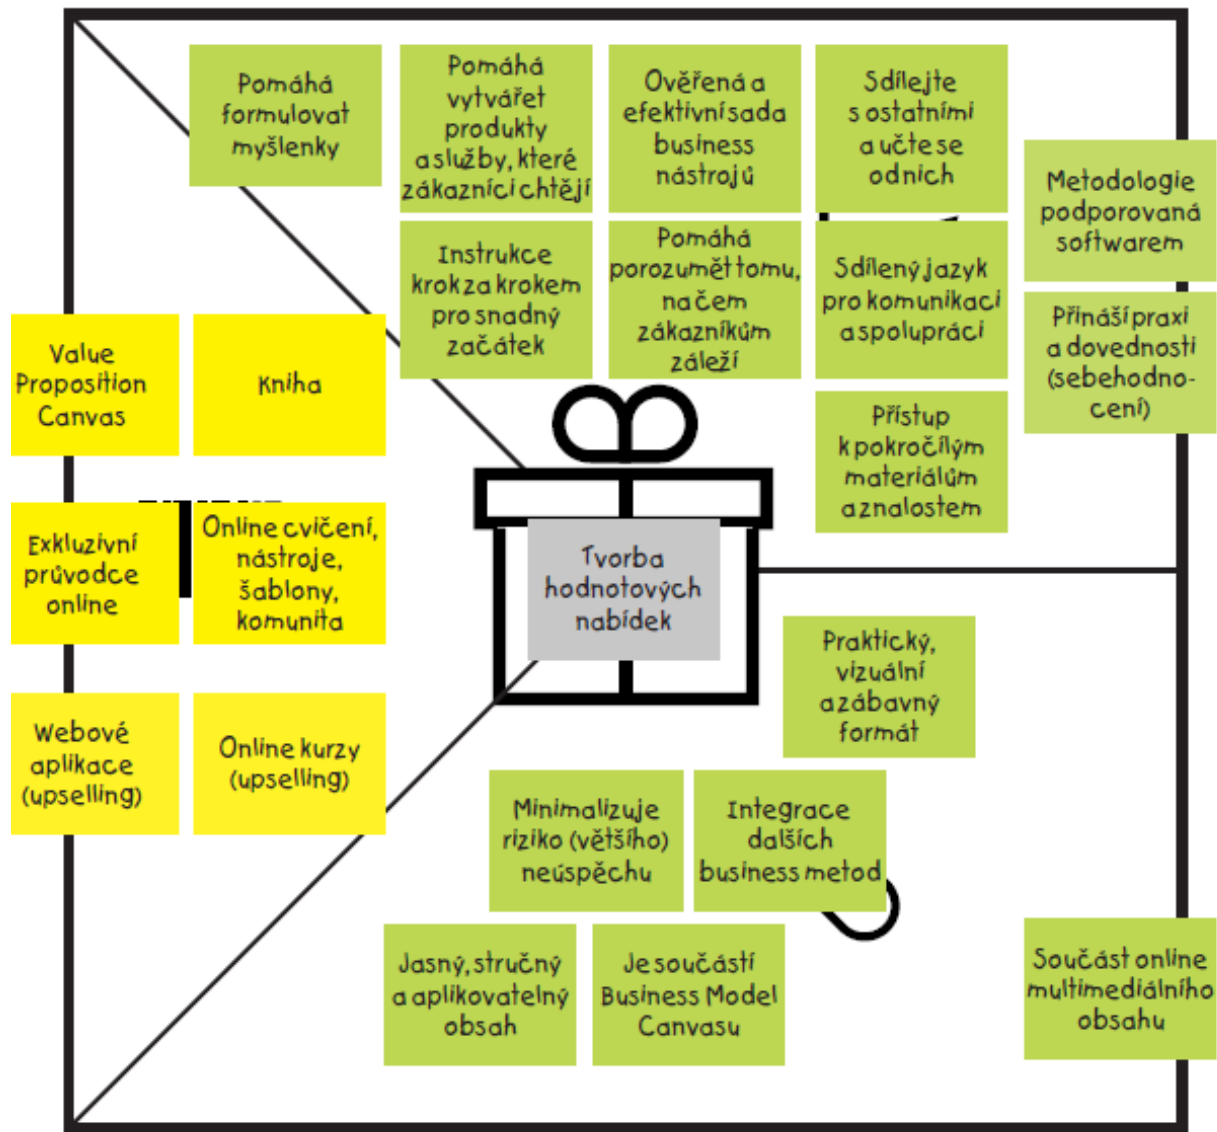 Pomáhá
formulovat
myšlenky
Pomáhá
vytvářet
produkty
a služby, které
zákazníci chtějí
Ověřená a
efektivní sada
business
nástrojů
Sdílejte
s ostatními
a učte se
od nich
Metodologie
podporovaná
softwarem
Instrukce
krok za krokem
pro snadný
začátek
Pomáhá
porozumět tomu,
na čem
zákazníkům
záleží
Sdílený jazyk
pro komunikaci
a spolupráci
Přináší praxi
a dovednosti
(sebehodno-
cení)
Value
Proposition
Canvas
Kniha
Přístup
k pokročilým
materiálům
a znalostem
Exkluzivní
průvodce
online
Online cvičení,
nástroje,
šablony,
komunita
Tvorba
hodnotových
nabídek
Praktický,
vizuální
a zábavný
formát
Webové
aplikace
(upselling)
Online kurzy
(upselling)
Minimalizuje
riziko (většího)
neúspěchu
Integrace
dalších
business metod
Jasný, stručný
a aplikovatelný
obsah
Je součástí
Business Model
Canvasu
Součást online
multimediálního
obsahu